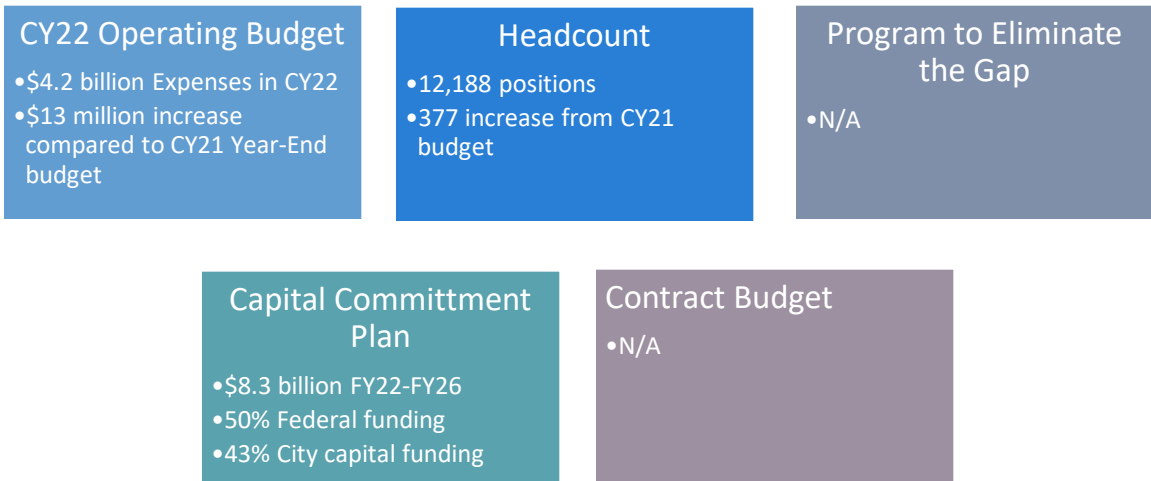 CY22 Operating Budget
•$4.2 billion Expenses in CY22
•$13 million increase
compared to CY21 Year-End
budget
Headcount
•12,188 positions
•377 increase from CY21
budget
Program to Eliminate
the Gap
•N/A
Capital Committment
Plan
•$8.3 billion FY22-FY26
•50% Federal funding
•43% City capital funding
Contract Budget
•N/A